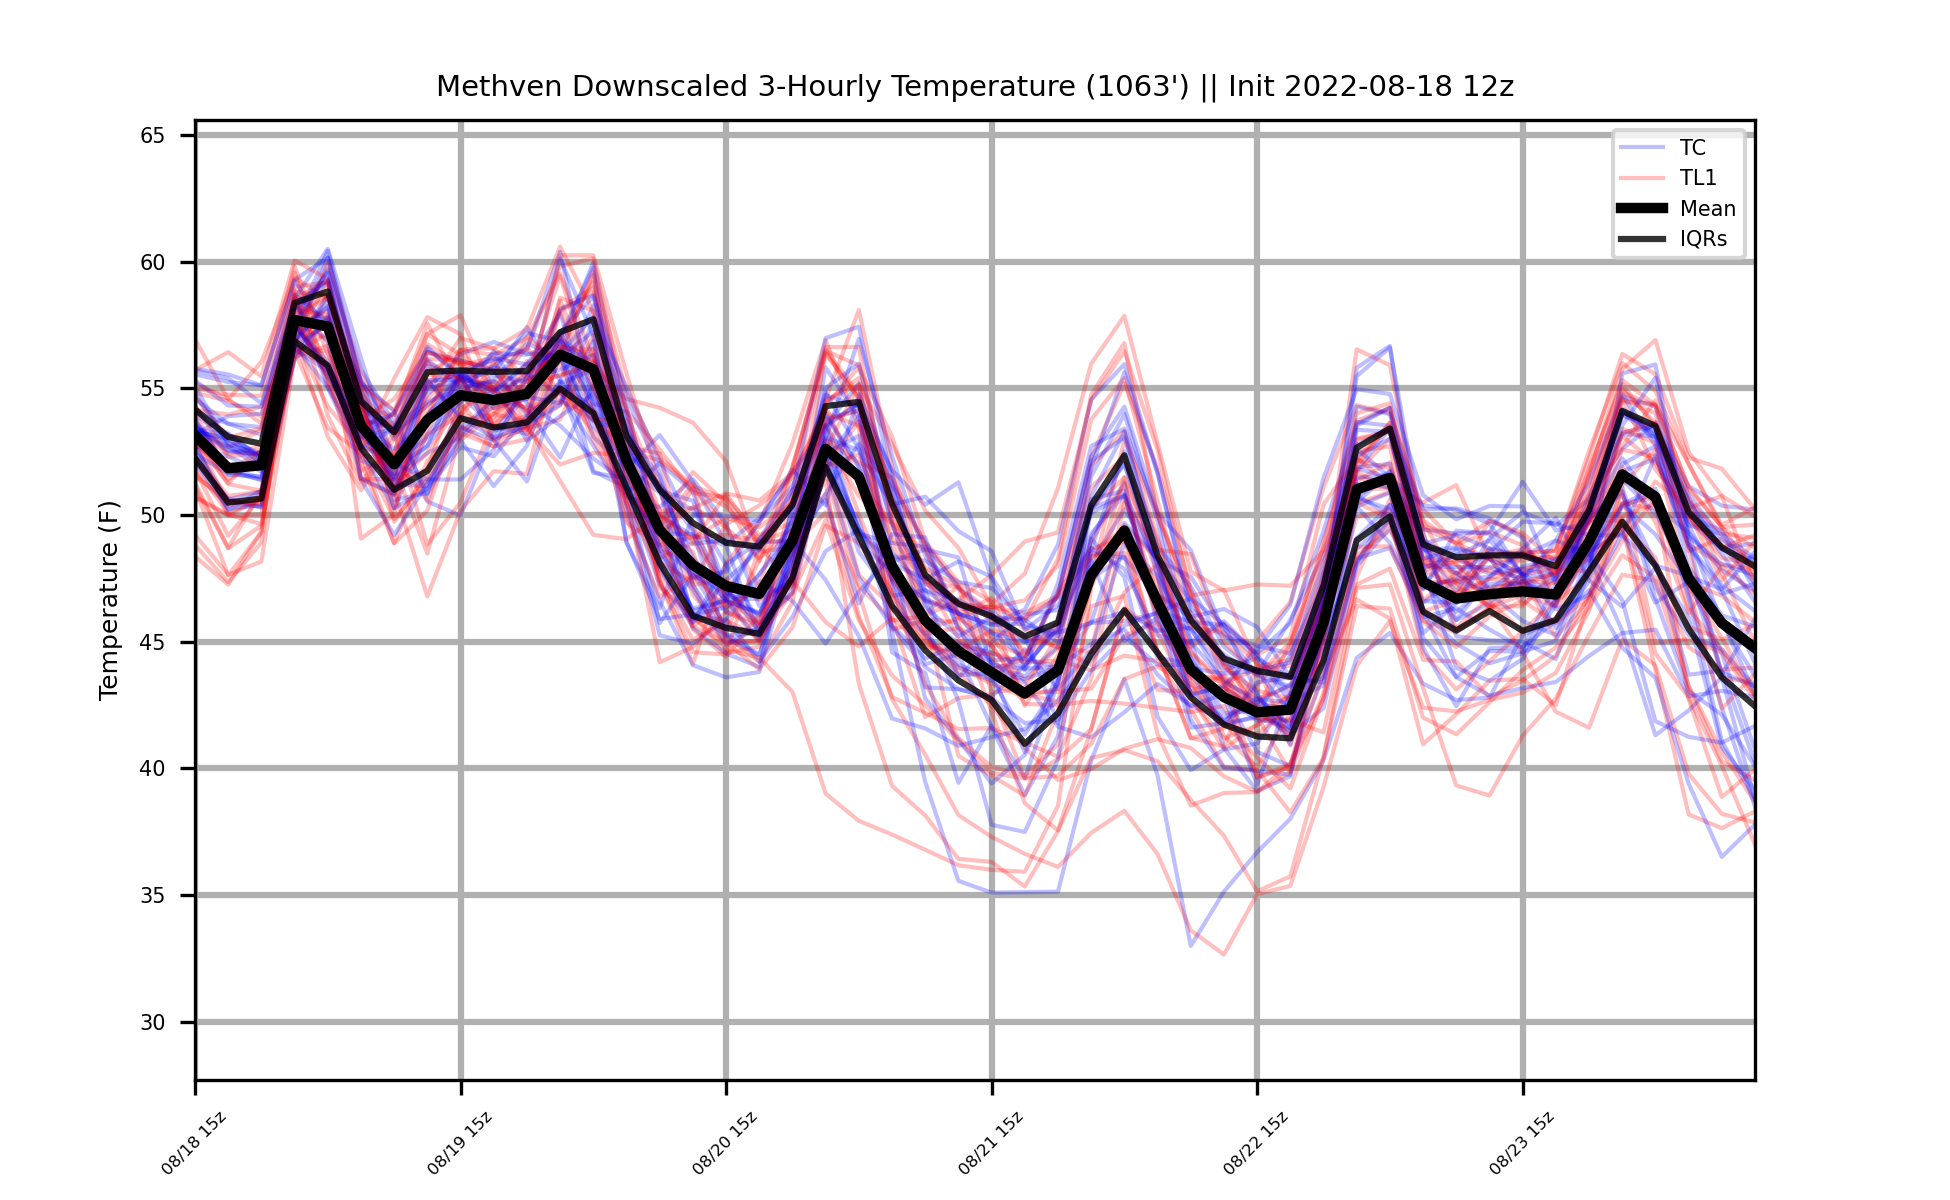 Methven Downscaled 3-Hourly Temperature (1063') || Init 2022-08-18 12z
TC
TL1
Mean
IQRs
Temperature (F)
65
60
55
50
45
40
35
30
08/18 15z
08/19 15z
08/20 15z
08/21 15z
08/22 15z
08/23 15z